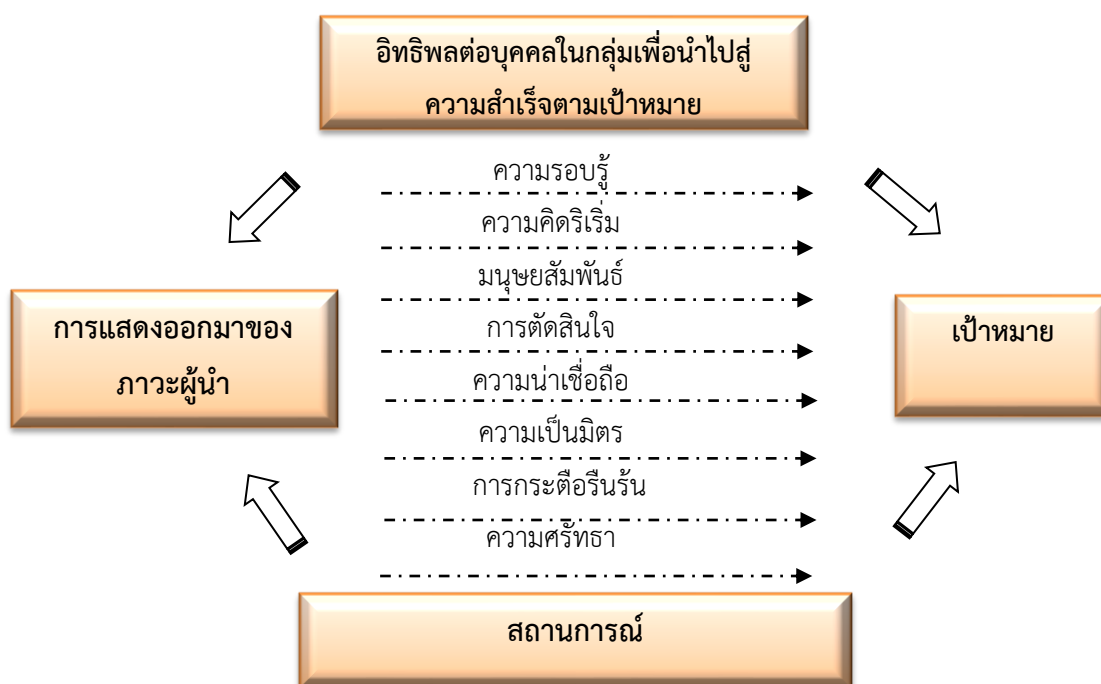 อิทธิพลต่อบุคคลในกลุ่มเพื่อนำไปสู่
ความสำเร็จตามเป้าหมาย
ความรอบรู้
ความคิดริเริ่ม
มนุษยสัมพันธ์
การตัดสินใจ
ความน่าเชื่อถือ
ความเป็นมิตร
การกระตือรืนร้น
ความศรัทธา
การแสดงออกมาของ
ภาวะผู้นำ
เป้าหมาย
สถานการณ์